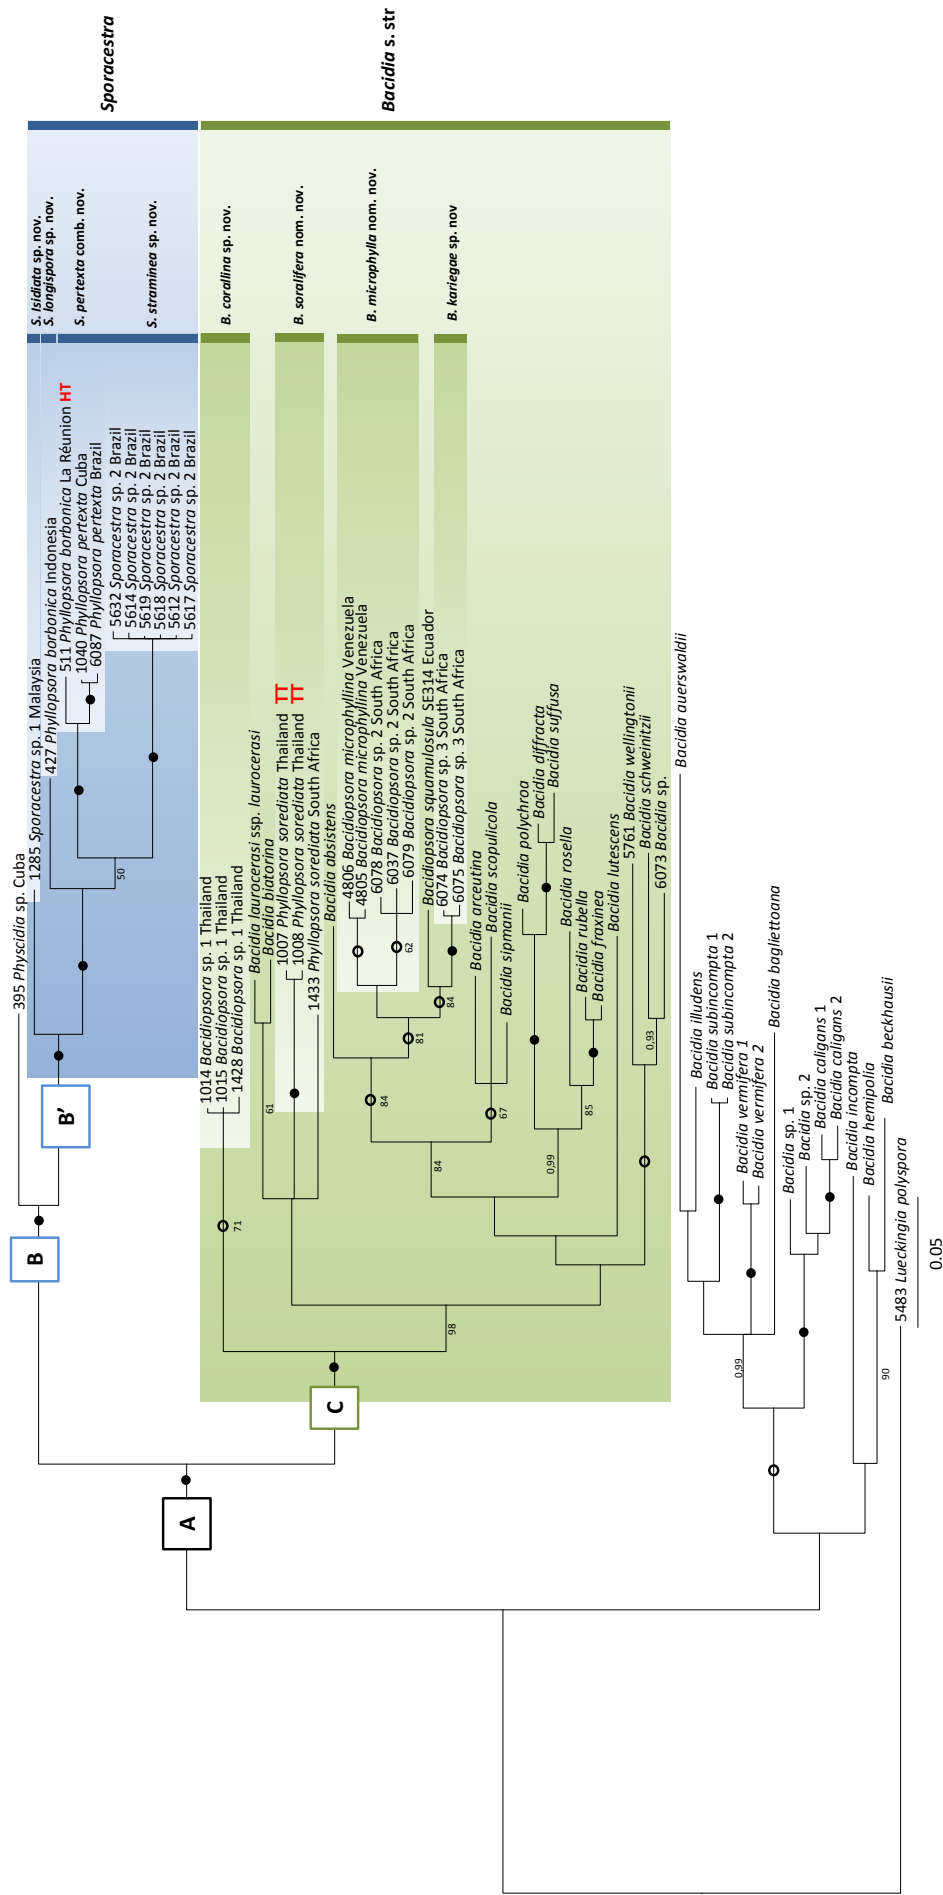 Sporacestra
Bacidia s. str
S. Isidiata sp. nov.
S. longispora sp. nov.
S. pertexta comb. nov.
S. straminea sp. nov.
B. corallina sp. nov.
B. soralifera nom. nov.
B. microphylla nom. nov.
B. kariegae sp. nov
395 Physcidia sp. Cuba
1285 Sporacestra sp. 1 Malaysia
427 Phyllopsora borbonica Indonesia
511 Phyllopsora borbonica La Réunion HT
1040 Phyllopsora pertexta Cuba
6087 Phyllopsora pertexta Brazil
5632 Sporacestra sp. 2 Brazil
5614 Sporacestra sp. 2 Brazil
5619 Sporacestra sp. 2 Brazil
5618 Sporacestra sp. 2 Brazil
5612 Sporacestra sp. 2 Brazil
5617 Sporacestra sp. 2 Brazil
1014 Bacidiopsora sp. 1 Thailand
1015 Bacidiopsora sp. 1 Thailand
1428 Bacidiopsora sp. 1 Thailand
Bacidia laurocerasi ssp. laurocerasi
Bacidia biatorina
1007 Phyllopsora sorediata Thailand TT
1008 Phyllopsora sorediata Thailand TT
1433 Phyllopsora sorediata South Africa
Bacidia absistens
4806 Bacidiopsora microphyllina Venezuela
4805 Bacidiopsora microphyllina Venezuela
6078 Bacidiopsora sp. 2 South Africa
6037 Bacidiopsora sp. 2 South Africa
6079 Bacidiopsora sp. 2 South Africa
Bacidiopsora squamulosula SE314 Ecuador
6074 Bacidiopsora sp. 3 South Africa
6075 Bacidiopsora sp. 3 South Africa
Bacidia arceutina
Bacidia scopulicola
Bacidia sipmanii
Bacidia polychroa
Bacidia diffracta
Bacidia suffusa
Bacidia rosella
Bacidia rubella
Bacidia fraxinea
Bacidia lutescens
5761 Bacidia wellingtonii
Bacidia schweinitzii
6073 Bacidia sp.
Bacidia auerswaldii
Bacidia illudens
Bacidia subincompta 1
Bacidia subincompta 2
Bacidia vermifera 1
Bacidia vermifera 2
Bacidia bagliettoana
Bacidia sp. 1
Bacidia sp. 2
Bacidia caligans 1
Bacidia caligans 2
Bacidia incompta
Bacidia hemipolia
Bacidia beckhausii
5483 Lueckingia polyspora
0.05
A
B
B'
C
50
71
61
98
84
84
81
62
84
67
0,99
85
0,93
0,99
90